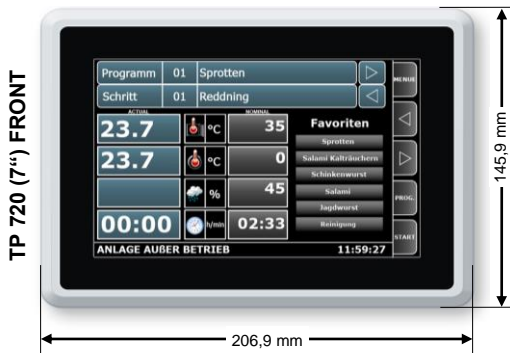 TP 720 (7“) FRONT
Programm 01 Sprotten
MENUE
Schritt 01 Reddning
ACTUAL NOMINAL
23.7 °C 35
Favoriten
Sprotten
23.7 °C 0
Salami Kalträuchern
Schinkenwurst
% 45
Salami
PROG.
Jagdwurst
00:00 h/min 02:33
Reinigung
START
ANLAGE AUßER BETRIEB 11:59:27
145,9 mm
206,9 mm